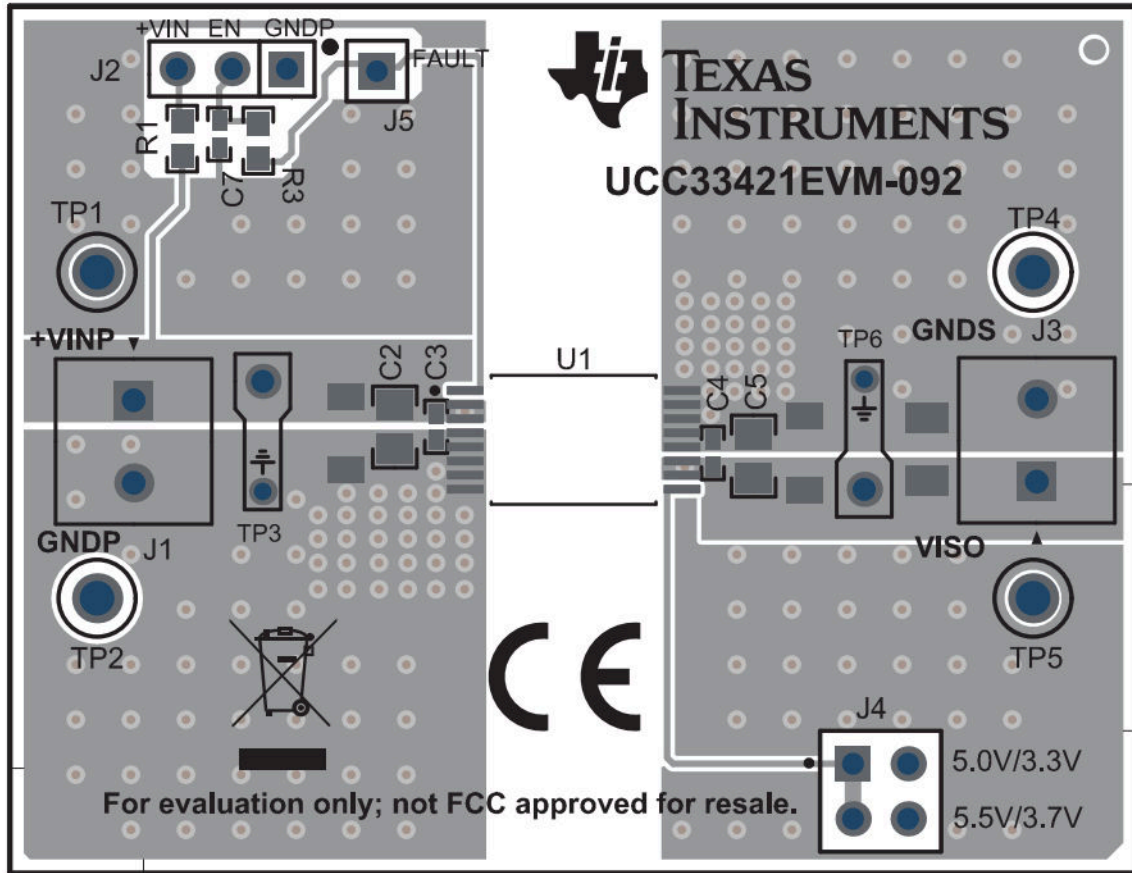 +VIN EN GNDP
J2
FAULT
J5
R1
C7
R3
TEXAS
INSTRUMENTS
UCC33421EVM-092
TP1
TP4
+VINP
GNDS
J3
TP6
U1
C2
C3
C4
C5
TP3
GNDP
J1
VISO
TP2
TP5
CE
J4
5.0V/3.3V
5.5V/3.7V
For evaluation only; not FCC approved for resale.